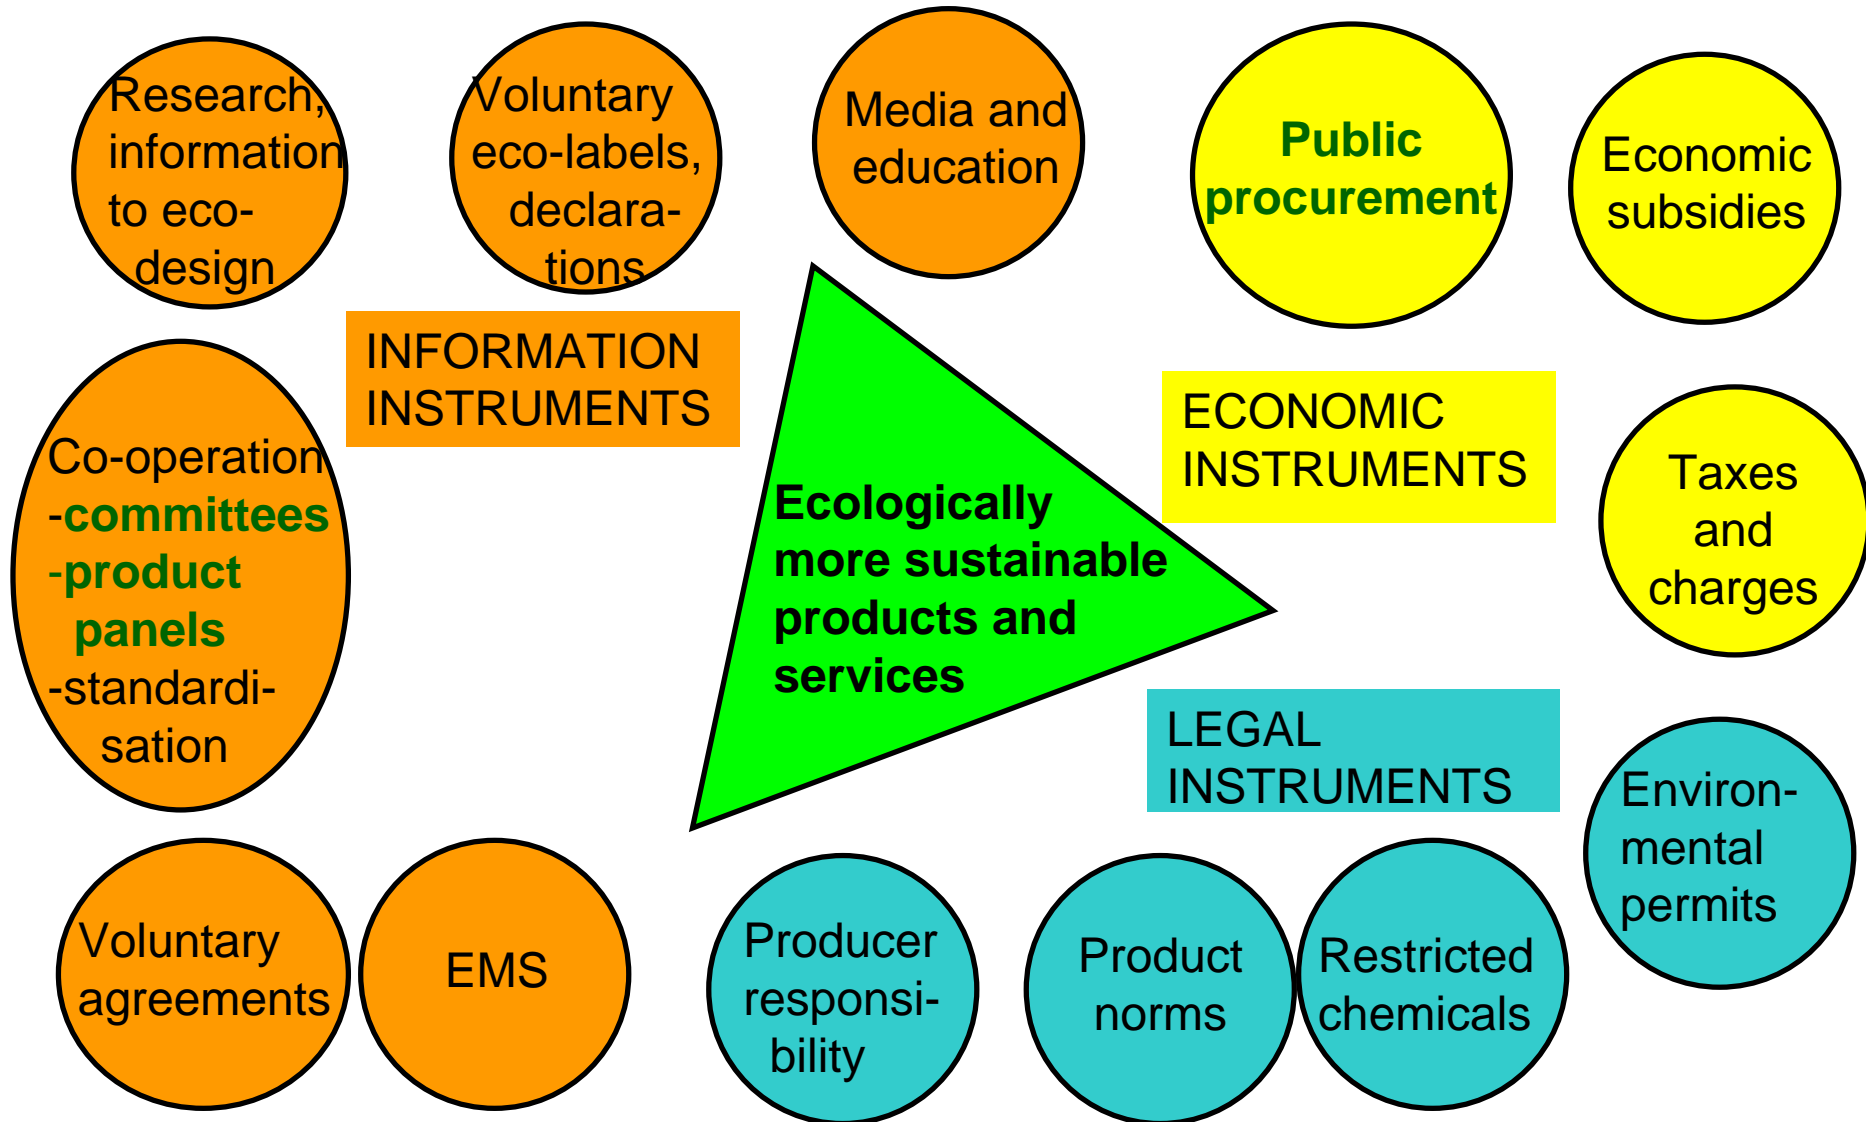 Research,
information
to eco-
design
Voluntary
eco-labels,
declara-
tions
Media and
education
Public
procurement
Economic
subsidies
INFORMATION
INSTRUMENTS
ECONOMIC
INSTRUMENTS
Co-operation
-committees
-product
panels
-standardi-
sation
Ecologically
more sustainable
products and
services
Taxes
and
charges
LEGAL
INSTRUMENTS
Environ-
mental
permits
Voluntary
agreements
EMS
Producer
responsi-
bility
Product
norms
Restricted
chemicals